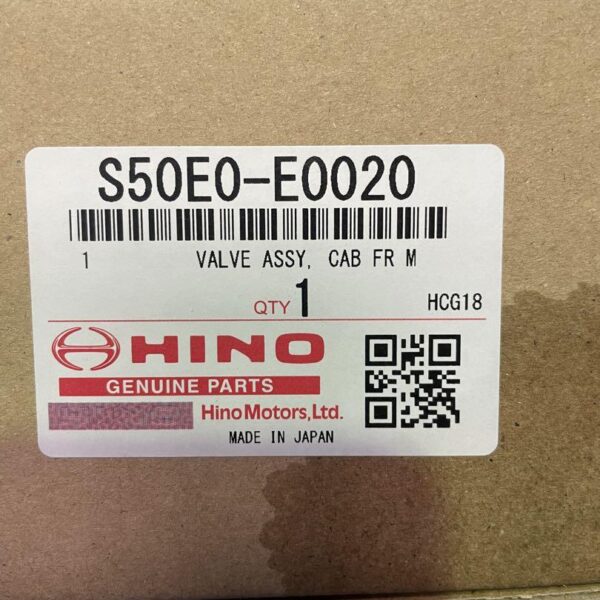 S50E0-E0020
1 VALVE ASSY, CAB FR M
QTY 1 HCG18
HINO
GENUINE PARTS
Hino Motors, Ltd.
MADE IN JAPAN